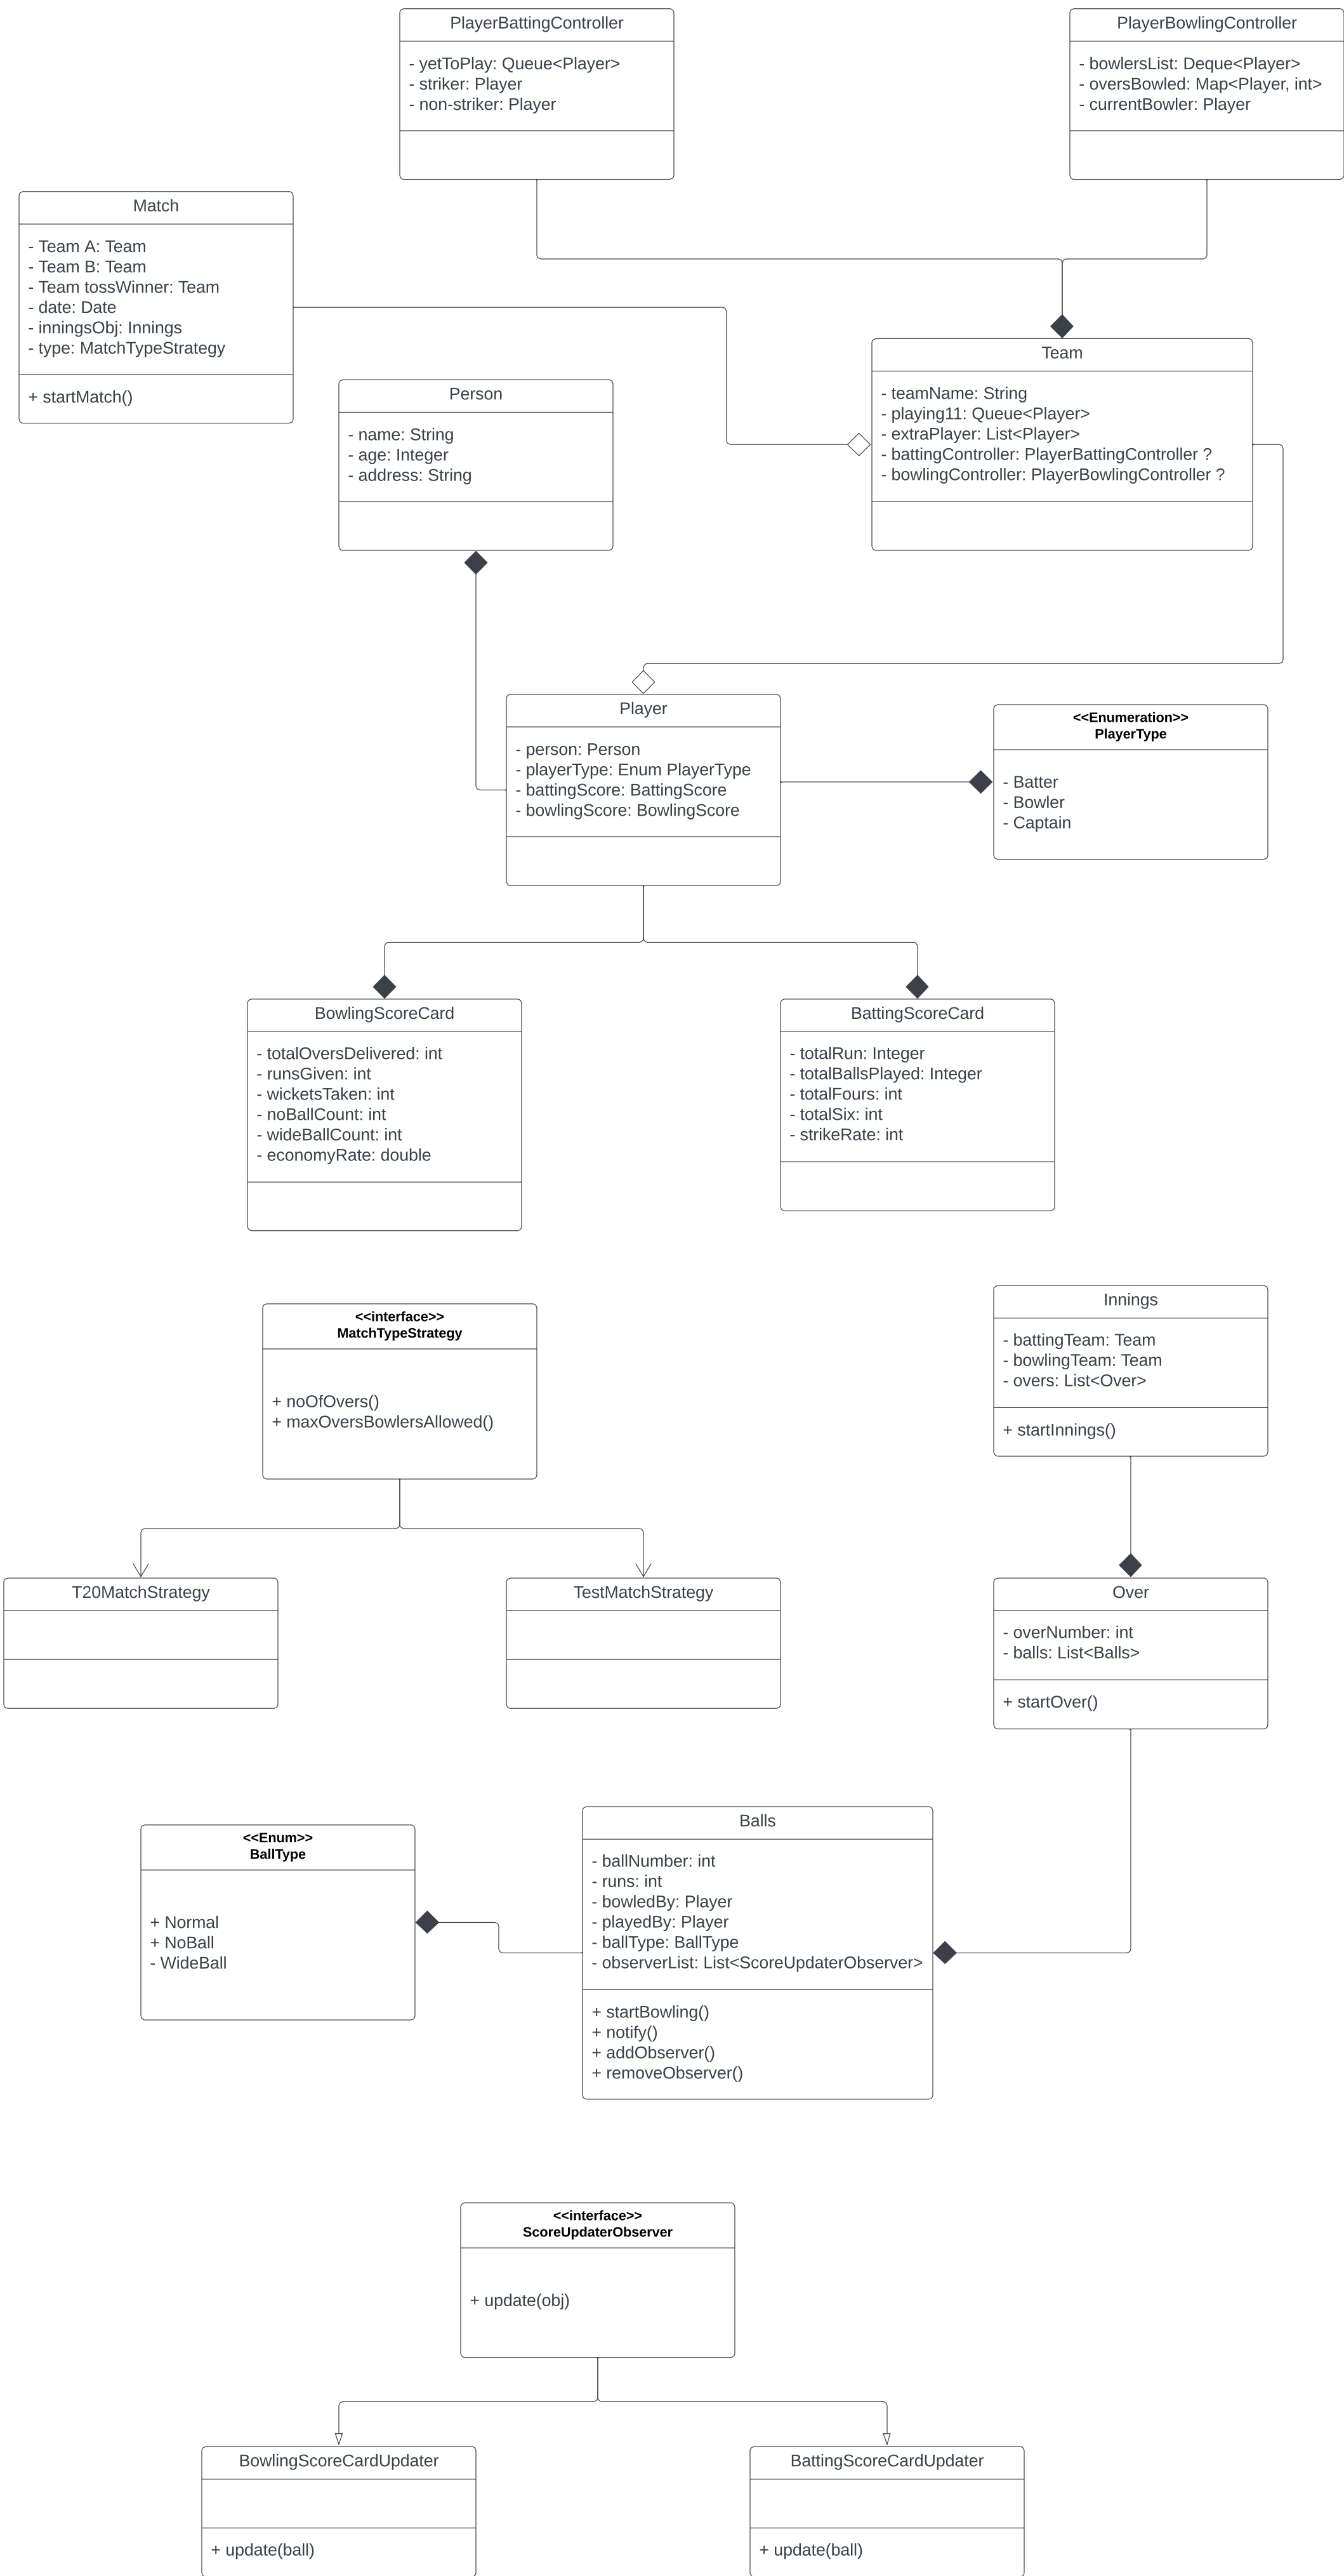 PlayerBattingController
- yetToPlay: Queue<Player>
- striker: Player
- non-striker: Player
PlayerBowlingController
- bowlersList: Deque<Player>
- oversBowled: Map<Player, int>
- currentBowler: Player
Match
- Team A: Team
- Team B: Team
- Team tossWinner: Team
- date: Date
- inningsObj: Innings
- type: MatchTypeStrategy
+ startMatch()
Person
- name: String
- age: Integer
- address: String
Team
- teamName: String
- playing11: Queue<Player>
- extraPlayer: List<Player>
- battingController: PlayerBattingController ?
- bowlingController: PlayerBowlingController ?
Player
- person: Person
- playerType: Enum PlayerType
- battingScore: BattingScore
- bowlingScore: BowlingScore
<<Enumeration>>
PlayerType
- Batter
- Bowler
- Captain
BowlingScoreCard
- totalOversDelivered: int
- runsGiven: int
- wicketsTaken: int
- noBallCount: int
- wideBallCount: int
- economyRate: double
BattingScoreCard
- totalRun: Integer
- totalBallsPlayed: Integer
- totalFours: int
- totalSix: int
- strikeRate: int
<<interface>>
MatchTypeStrategy
+ noOfOvers()
+ maxOversBowlersAllowed()
Innings
- battingTeam: Team
- bowlingTeam: Team
- overs: List<Over>
+ startInnings()
T20MatchStrategy
TestMatchStrategy
Over
- overNumber: int
- balls: List<Balls>
+ startOver()
<<Enum>>
BallType
+ Normal
+ NoBall
- WideBall
Balls
- ballNumber: int
- runs: int
- bowledBy: Player
- playedBy: Player
- ballType: BallType
- observerList: List<ScoreUpdaterObserver>
+ startBowling()
+ notify()
+ addObserver()
+ removeObserver()
<<interface>>
ScoreUpdaterObserver
+ update(obj)
BowlingScoreCardUpdater
+ update(ball)
BattingScoreCardUpdater
+ update(ball)